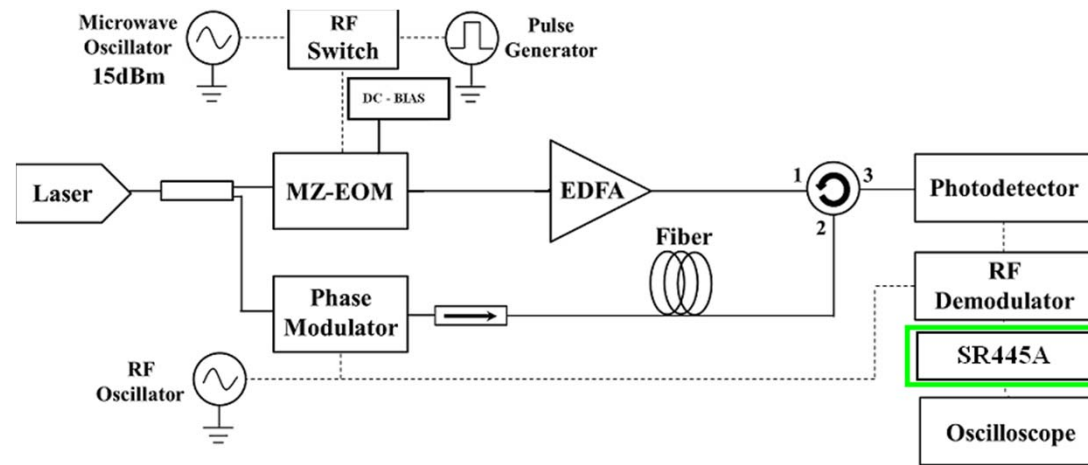 Microwave
Oscillator
15dBm
RF
Switch
Pulse
Generator
DC - BIAS
Laser
MZ-EOM
EDFA
1
3
2
Photodetector
Fiber
Phase
Modulator
RF
Demodulator
RF
Oscillator
SR445A
Oscilloscope